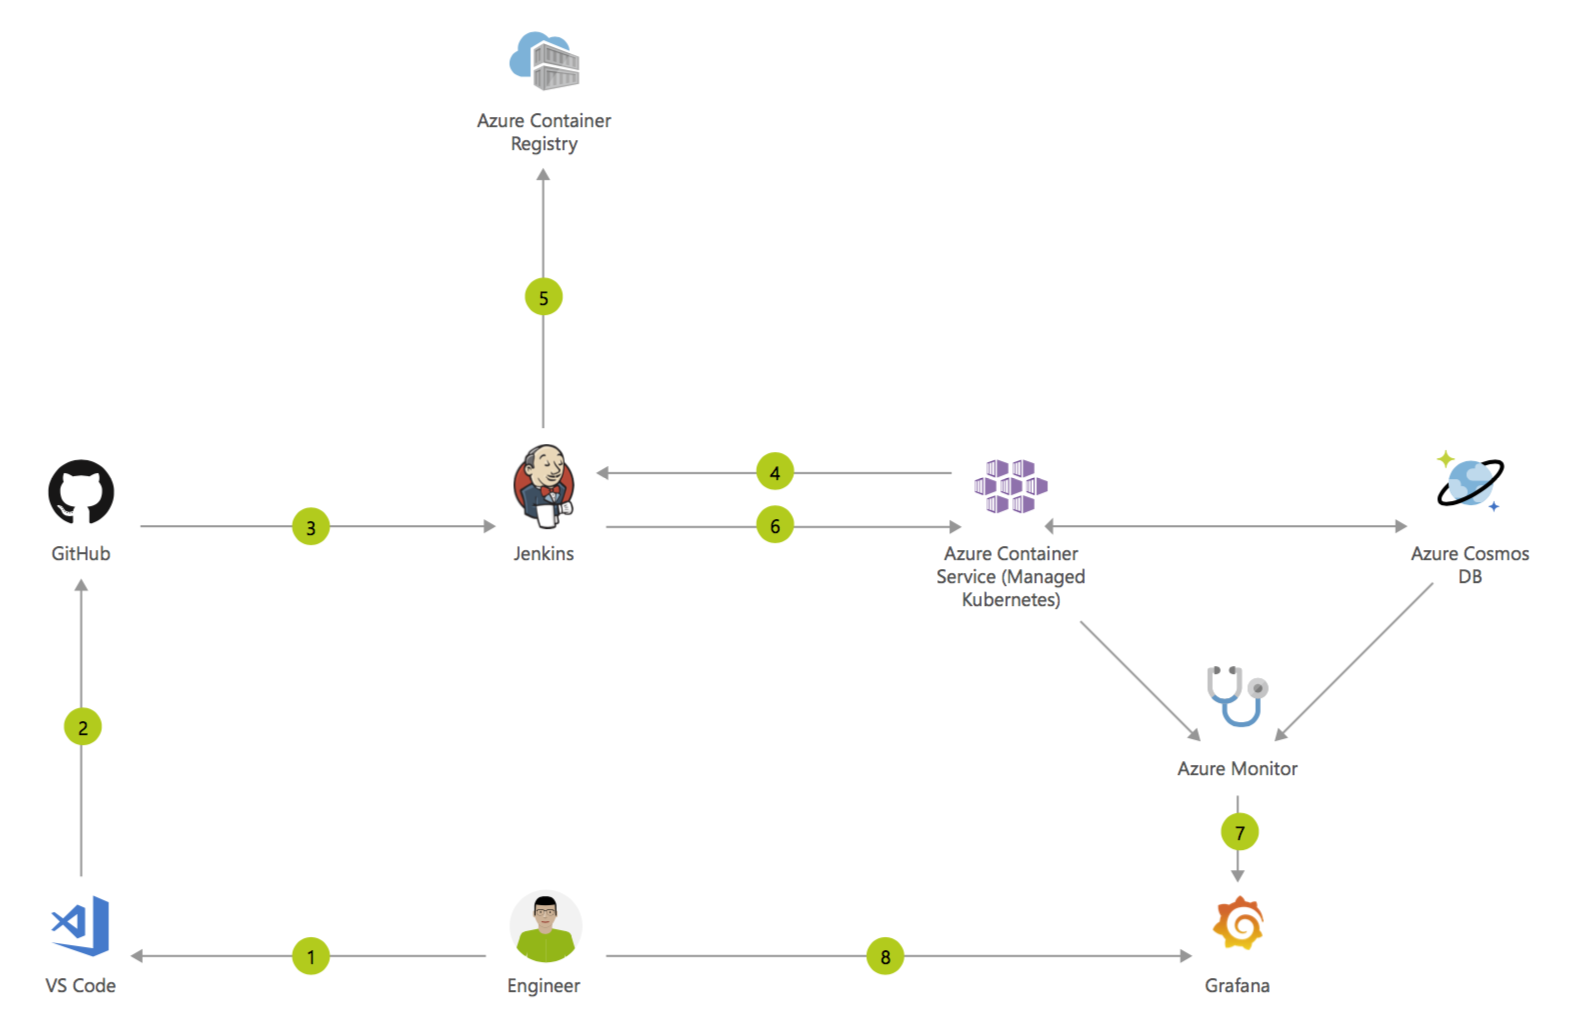 Azure Container
Registry
5
4
GitHub
3
Jenkins
6
Azure Container
Service (Managed
Kubernetes)
Azure Cosmos
DB
2
Azure Monitor
7
VS Code
1
Engineer
8
Grafana